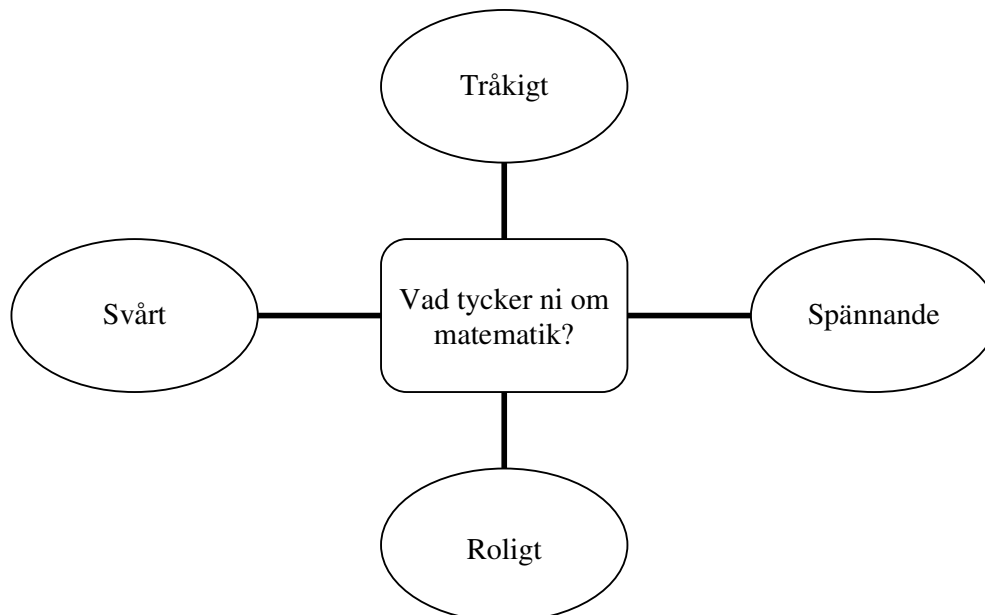 Tråkigt
Svårt
Vad tycker ni om
matematik?
Spännande
Roligt